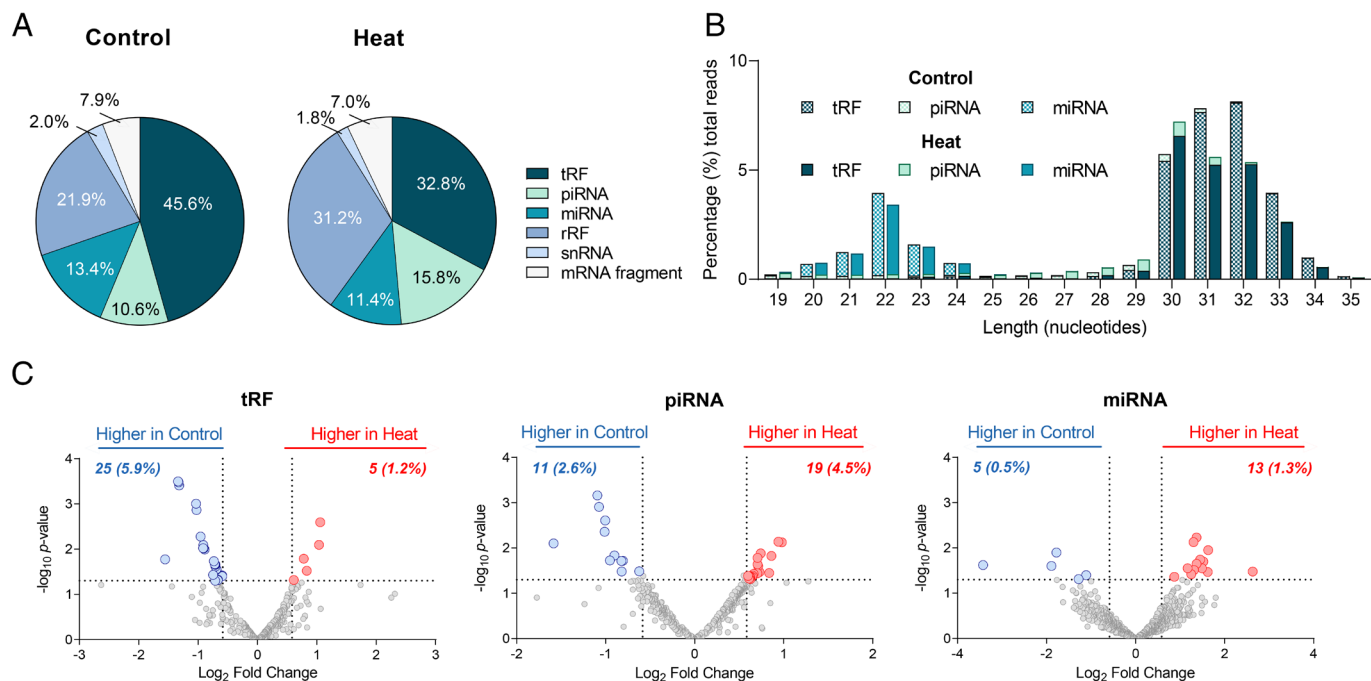 A
Control
Heat
7.9%
2.0%
21.9%
45.6%
13.4%
10.6%
7.0%
1.8%
32.8%
31.2%
15.8%
11.4%
tRF
piRNA
miRNA
rRF
snRNA
mRNA fragment
B
Percentage (%) total reads
10
5
0
Control
tRF piRNA miRNA
Heat
tRF piRNA miRNA
19 20 21 22 23 24 25 26 27 28 29 30 31 32 33 34 35
Length (nucleotides)
C
tRF
Higher in Control Higher in Heat
25 (5.9%) 5 (1.2%)
-log10 p-value
4
3
2
1
0
-3 -2 -1 0 1 2 3
Log2 Fold Change
piRNA
Higher in Control Higher in Heat
11 (2.6%) 19 (4.5%)
-log10 p-value
4
3
2
1
0
-2 -1 0 1 2
Log2 Fold Change
miRNA
Higher in Control Higher in Heat
5 (0.5%) 13 (1.3%)
-log10 p-value
4
3
2
1
0
-4 -2 0 2 4
Log2 Fold Change